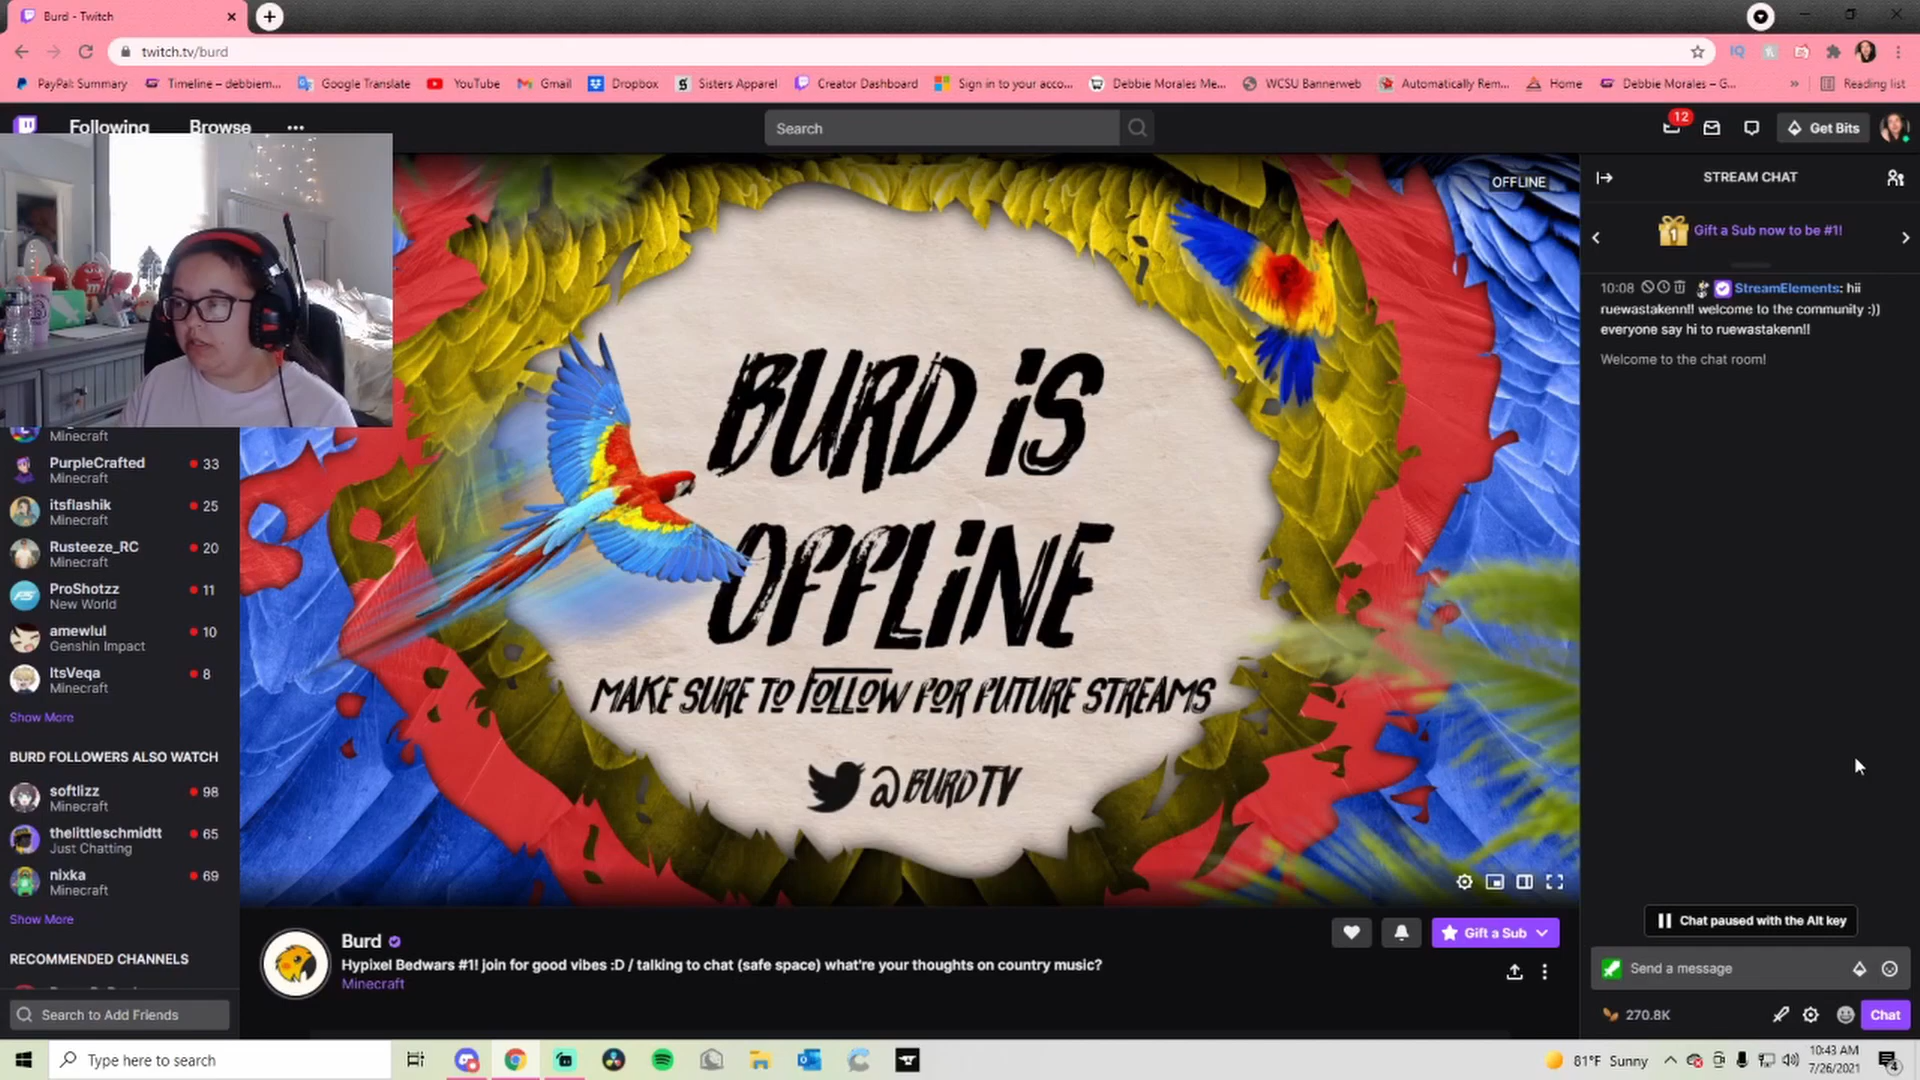 Burd - Twitch
twitch.tv/burd
PayPal: Summary
Timeline – debbiem...
Google Translate
YouTube
Gmail
Dropbox
Sisters Apparel
Creator Dashboard
Sign in to your acco...
Debbie Morales Me...
WCSU Bannerweb
Automatically Rem...
Home
Debbie Morales – G...
»
Reading list
Following
Browse
Search
12
Get Bits
OFFLINE
STREAM CHAT
1
Gift a Sub now to be #1!
10:08 StreamElements: hii
ruewastakenn!! welcome to the community :))
everyone say hi to ruewastakenn!!
Welcome to the chat room!
BURD iS
OFFLiNE
MAKE SURE TO FOLLOW FOR FUTURE STREAMS
@BURDTV
Minecraft
PurpleCrafted
33
Minecraft
itsflashik
25
Minecraft
Rusteeze_RC
20
Minecraft
ProShotzz
11
New World
amewlul
10
Genshin Impact
ItsVeqa
8
Minecraft
Show More
BURD FOLLOWERS ALSO WATCH
softlizz
98
Minecraft
thelittleschmidtt
65
Just Chatting
nixka
69
Minecraft
Show More
RECOMMENDED CHANNELS
Search to Add Friends
Burd
Hypixel Bedwars #1! join for good vibes :D / talking to chat (safe space) what're your thoughts on country music?
Minecraft
Gift a Sub
Chat paused with the Alt key
Send a message
270.8K
Chat
Type here to search
81°F Sunny
10:43 AM
7/26/2021
4